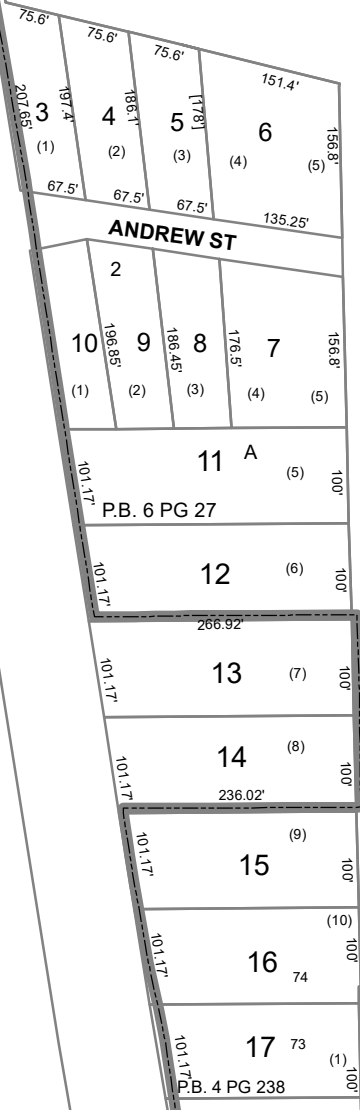 75.6' 75.6' 75.6' 151.4'
207.65' 3 197.4' 4 186.1' 5 [178'] 6 156.8'
(1) (2) (3) (4) (5)
67.5' 67.5' 67.5' 135.25'
ANDREW ST
2
10 196.85' 9 186.45' 8 176.5' 7 156.8'
(1) (2) (3) (4) (5)
11 A (5)
101.17' 100'
P.B. 6 PG 27
12 (6)
101.17' 100'
266.92'
13 (7)
101.17' 100'
14 (8)
101.17' 100'
236.02'
(9)
101.17' 15 100'
(10)
101.17' 16 74 100'
17 73 (1)
101.17' 100'
P.B. 4 PG 238